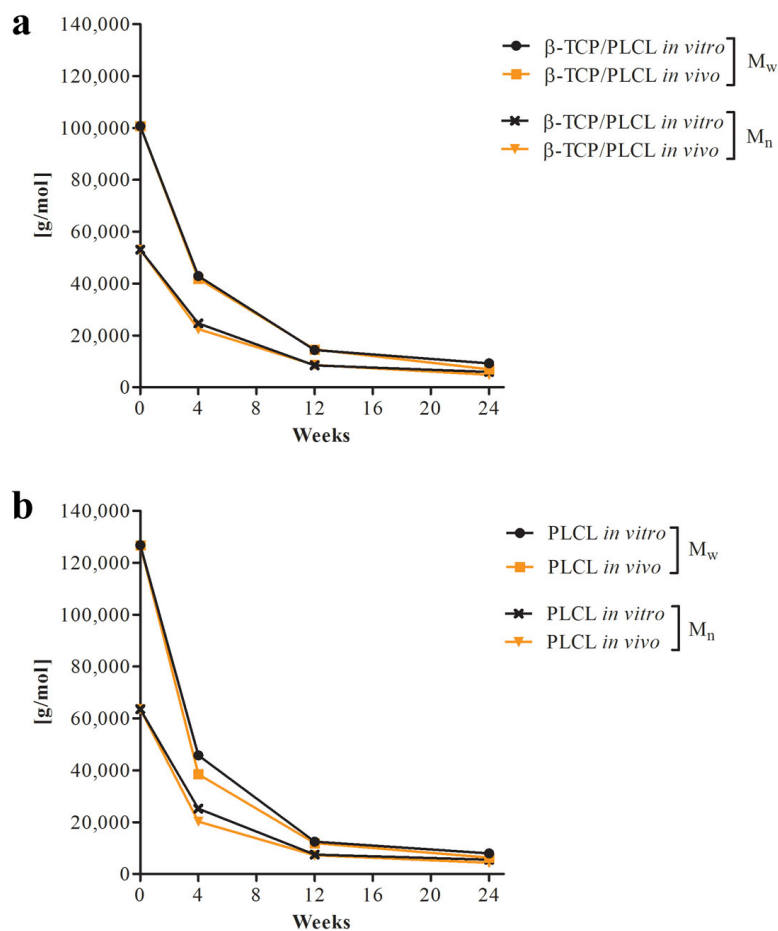 a
140,000
120,000
100,000
80,000
60,000
40,000
20,000
0
[g/mol]
0 4 8 12 16 20 24
Weeks
β-TCP/PLCL in vitro
β-TCP/PLCL in vivo
Mw
β-TCP/PLCL in vitro
β-TCP/PLCL in vivo
Mn
b
140,000
120,000
100,000
80,000
60,000
40,000
20,000
0
[g/mol]
0 4 8 12 16 20 24
Weeks
PLCL in vitro
PLCL in vivo
Mw
PLCL in vitro
PLCL in vivo
Mn